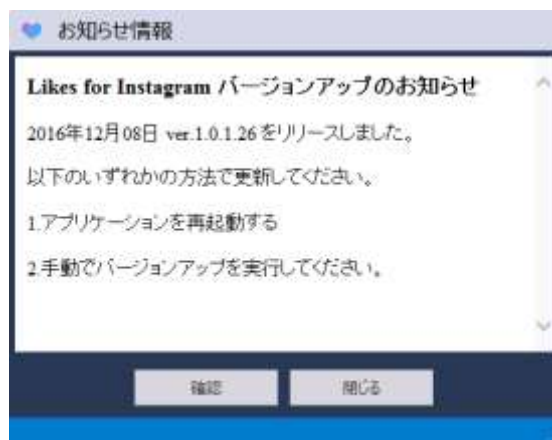 お知らせ情報
Likes for Instagram バージョンアップのお知らせ
2016年12月08日 ver.1.0.1.26をリリースしました。
以下のいずれかの方法で更新してください。
1.アプリケーションを再起動する
2.手動でバージョンアップを実行してください。
確認
閉じる